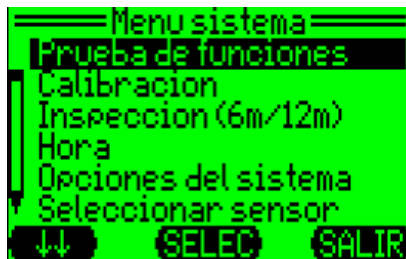 Menu sistema
Prueba de funciones
Calibracion
Inspeccion (6m/12m)
Hora
Opciones del sistema
Seleccionar sensor
↓↓ SELEC SALIR